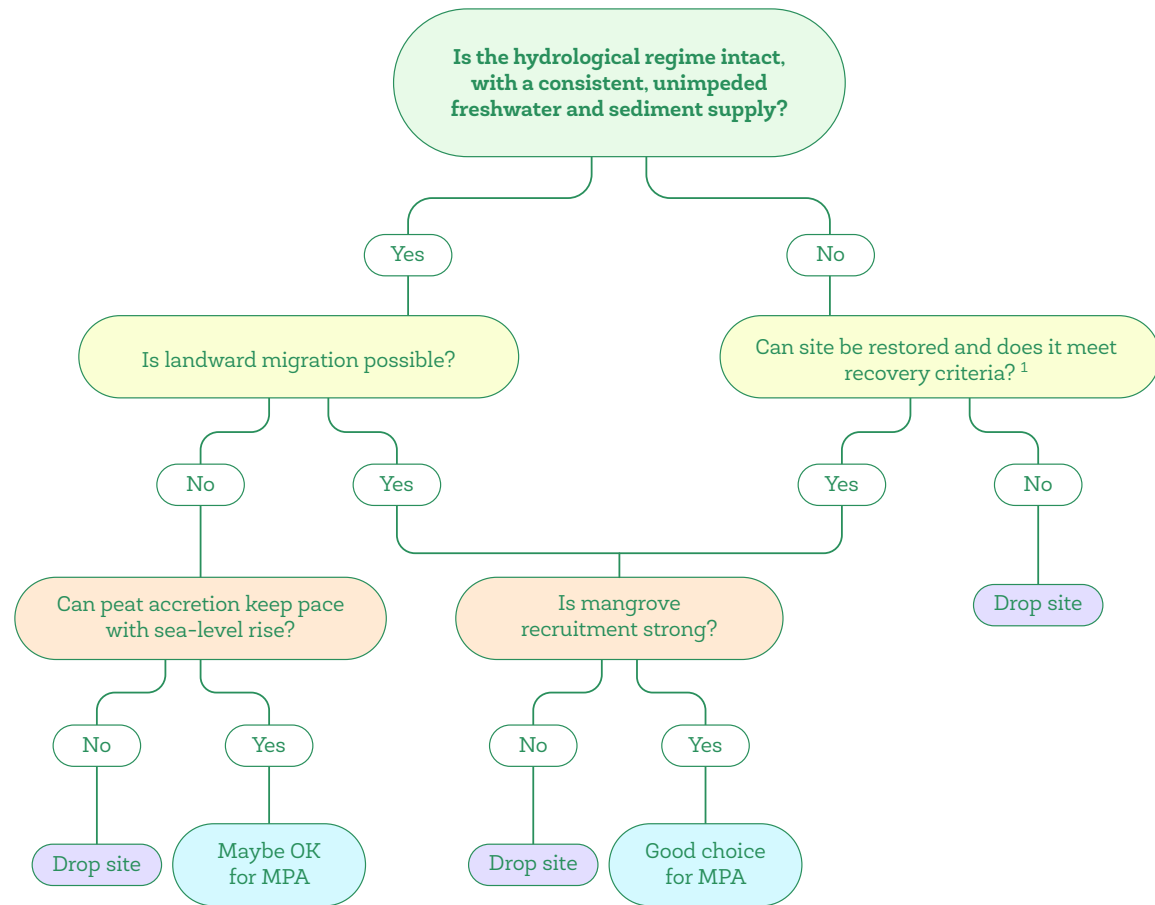 Is the hydrological regime intact,
with a consistent, unimpeded
freshwater and sediment supply?
Yes
No
Is landward migration possible?
Can site be restored and does it meet
recovery criteria? 1
No
Yes
Yes
No
Can peat accretion keep pace
with sea-level rise?
Is mangrove
recruitment strong?
Drop site
No
Yes
No
Yes
Drop site
Maybe OK
for MPA
Drop site
Good choice
for MPA